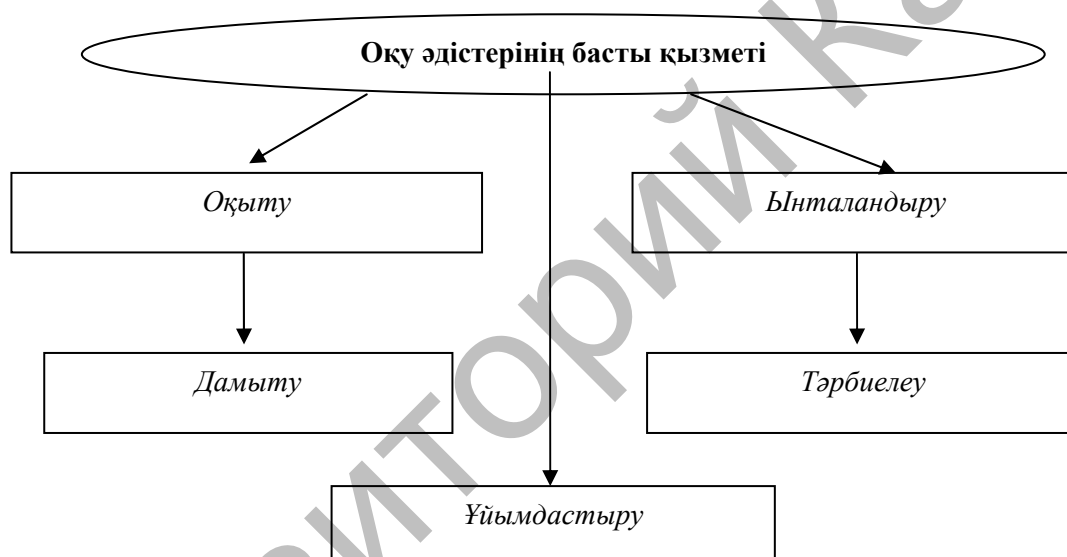 Оқу әдістерінің басты қызметі
Оқыту
Ынталандыру
Дамыту
Тәрбиелеу
Ұйымдастыру